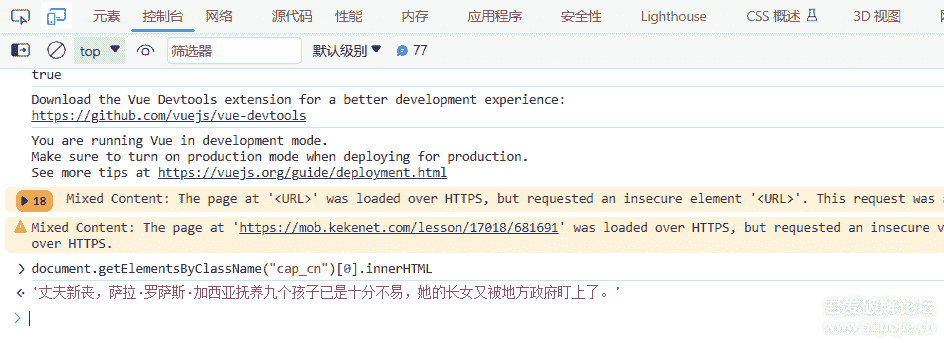 元素 控制台 网络 源代码 性能 内存 应用程序 安全性 Lighthouse CSS 概述 3D 视图
top 筛选器 默认级别 77
true
Download the Vue Devtools extension for a better development experience:
https://github.com/vuejs/vue-devtools
You are running Vue in development mode.
Make sure to turn on production mode when deploying for production.
See more tips at https://vuejs.org/guide/deployment.html
18 Mixed Content: The page at '<URL>' was loaded over HTTPS, but requested an insecure element '<URL>'. This request was
Mixed Content: The page at 'https://mob.kekenet.com/lesson/17018/681691' was loaded over HTTPS, but requested an insecure
over HTTPS.
document.getElementsByClassName("cap_cn")[0].innerHTML
'丈夫新丧，萨拉·罗萨斯·加西亚抚养九个孩子已是十分不易，她的长女又被地方政府盯上了。'
吾爱破解论坛
www.52pojie.cn